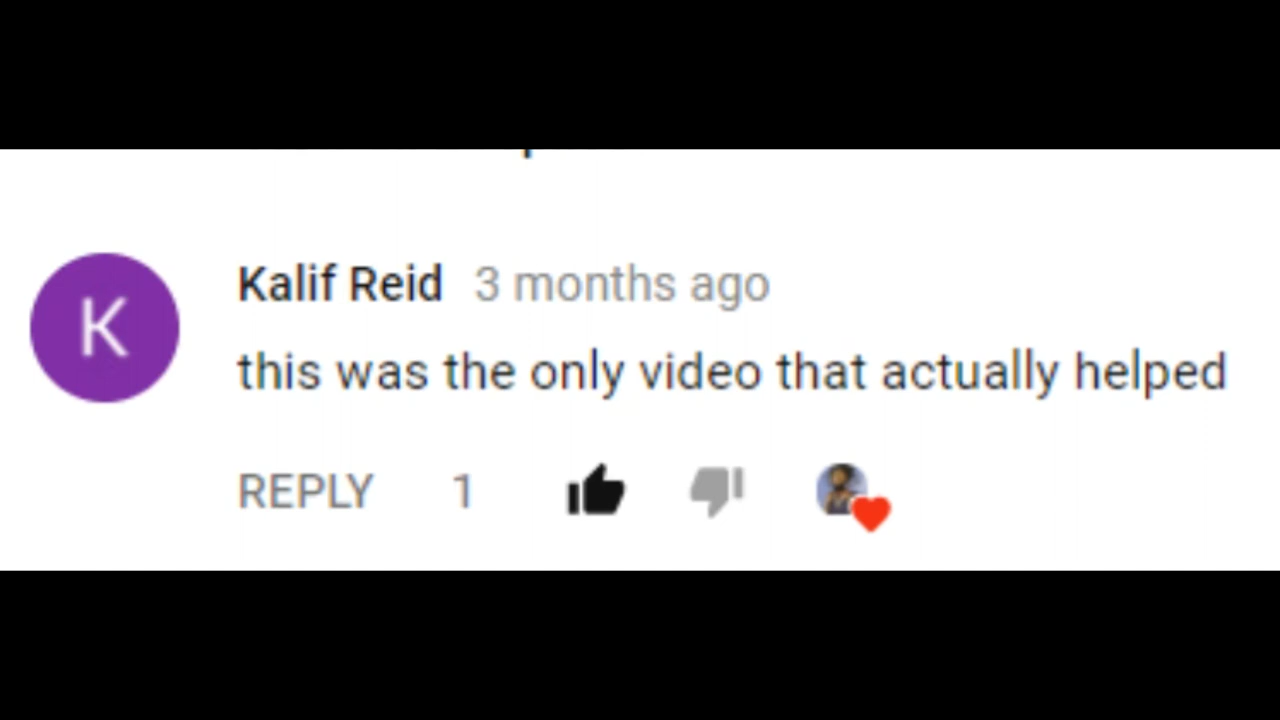 K
Kalif Reid 3 months ago
this was the only video that actually helped
REPLY 1